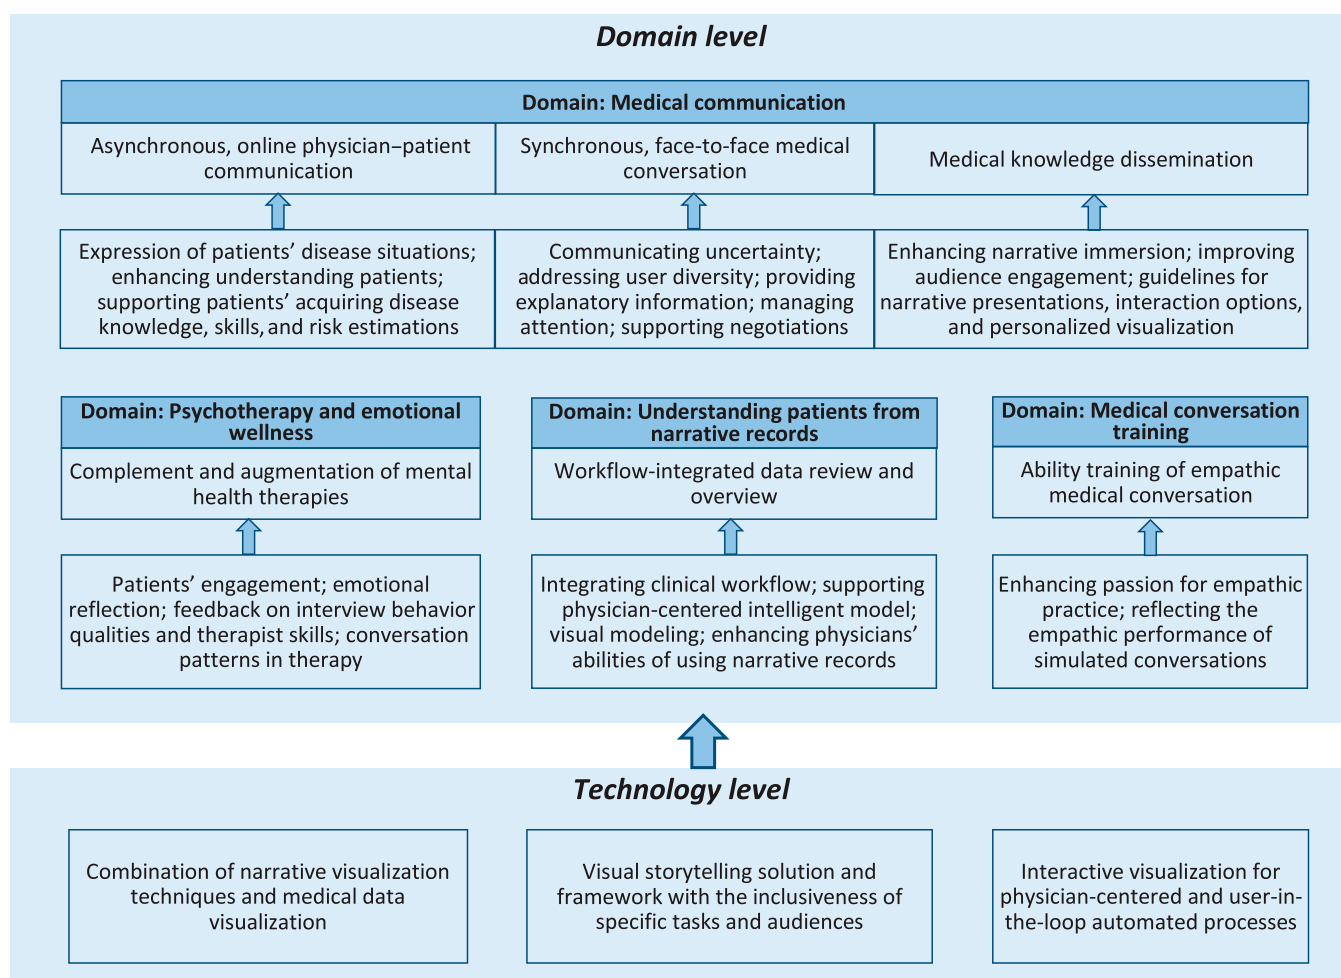 Domain level
Domain: Medical communication
Asynchronous, online physician–patient
communication
Synchronous, face-to-face medical
conversation
Medical knowledge dissemination
Expression of patients’ disease situations;
enhancing understanding patients;
supporting patients’ acquiring disease
knowledge, skills, and risk estimations
Communicating uncertainty;
addressing user diversity; providing
explanatory information; managing
attention; supporting negotiations
Enhancing narrative immersion; improving
audience engagement; guidelines for
narrative presentations, interaction options,
and personalized visualization
Domain: Psychotherapy and emotional
wellness
Complement and augmentation of mental
health therapies
Patients’ engagement; emotional
reflection; feedback on interview behavior
qualities and therapist skills; conversation
patterns in therapy
Domain: Understanding patients from
narrative records
Workflow-integrated data review and
overview
Integrating clinical workflow; supporting
physician-centered intelligent model;
visual modeling; enhancing physicians’
abilities of using narrative records
Domain: Medical conversation
training
Ability training of empathic
medical conversation
Enhancing passion for empathic
practice; reflecting the
empathic performance of
simulated conversations
Technology level
Combination of narrative visualization
techniques and medical data
visualization
Visual storytelling solution and
framework with the inclusiveness of
specific tasks and audiences
Interactive visualization for
physician-centered and user-in-
the-loop automated processes